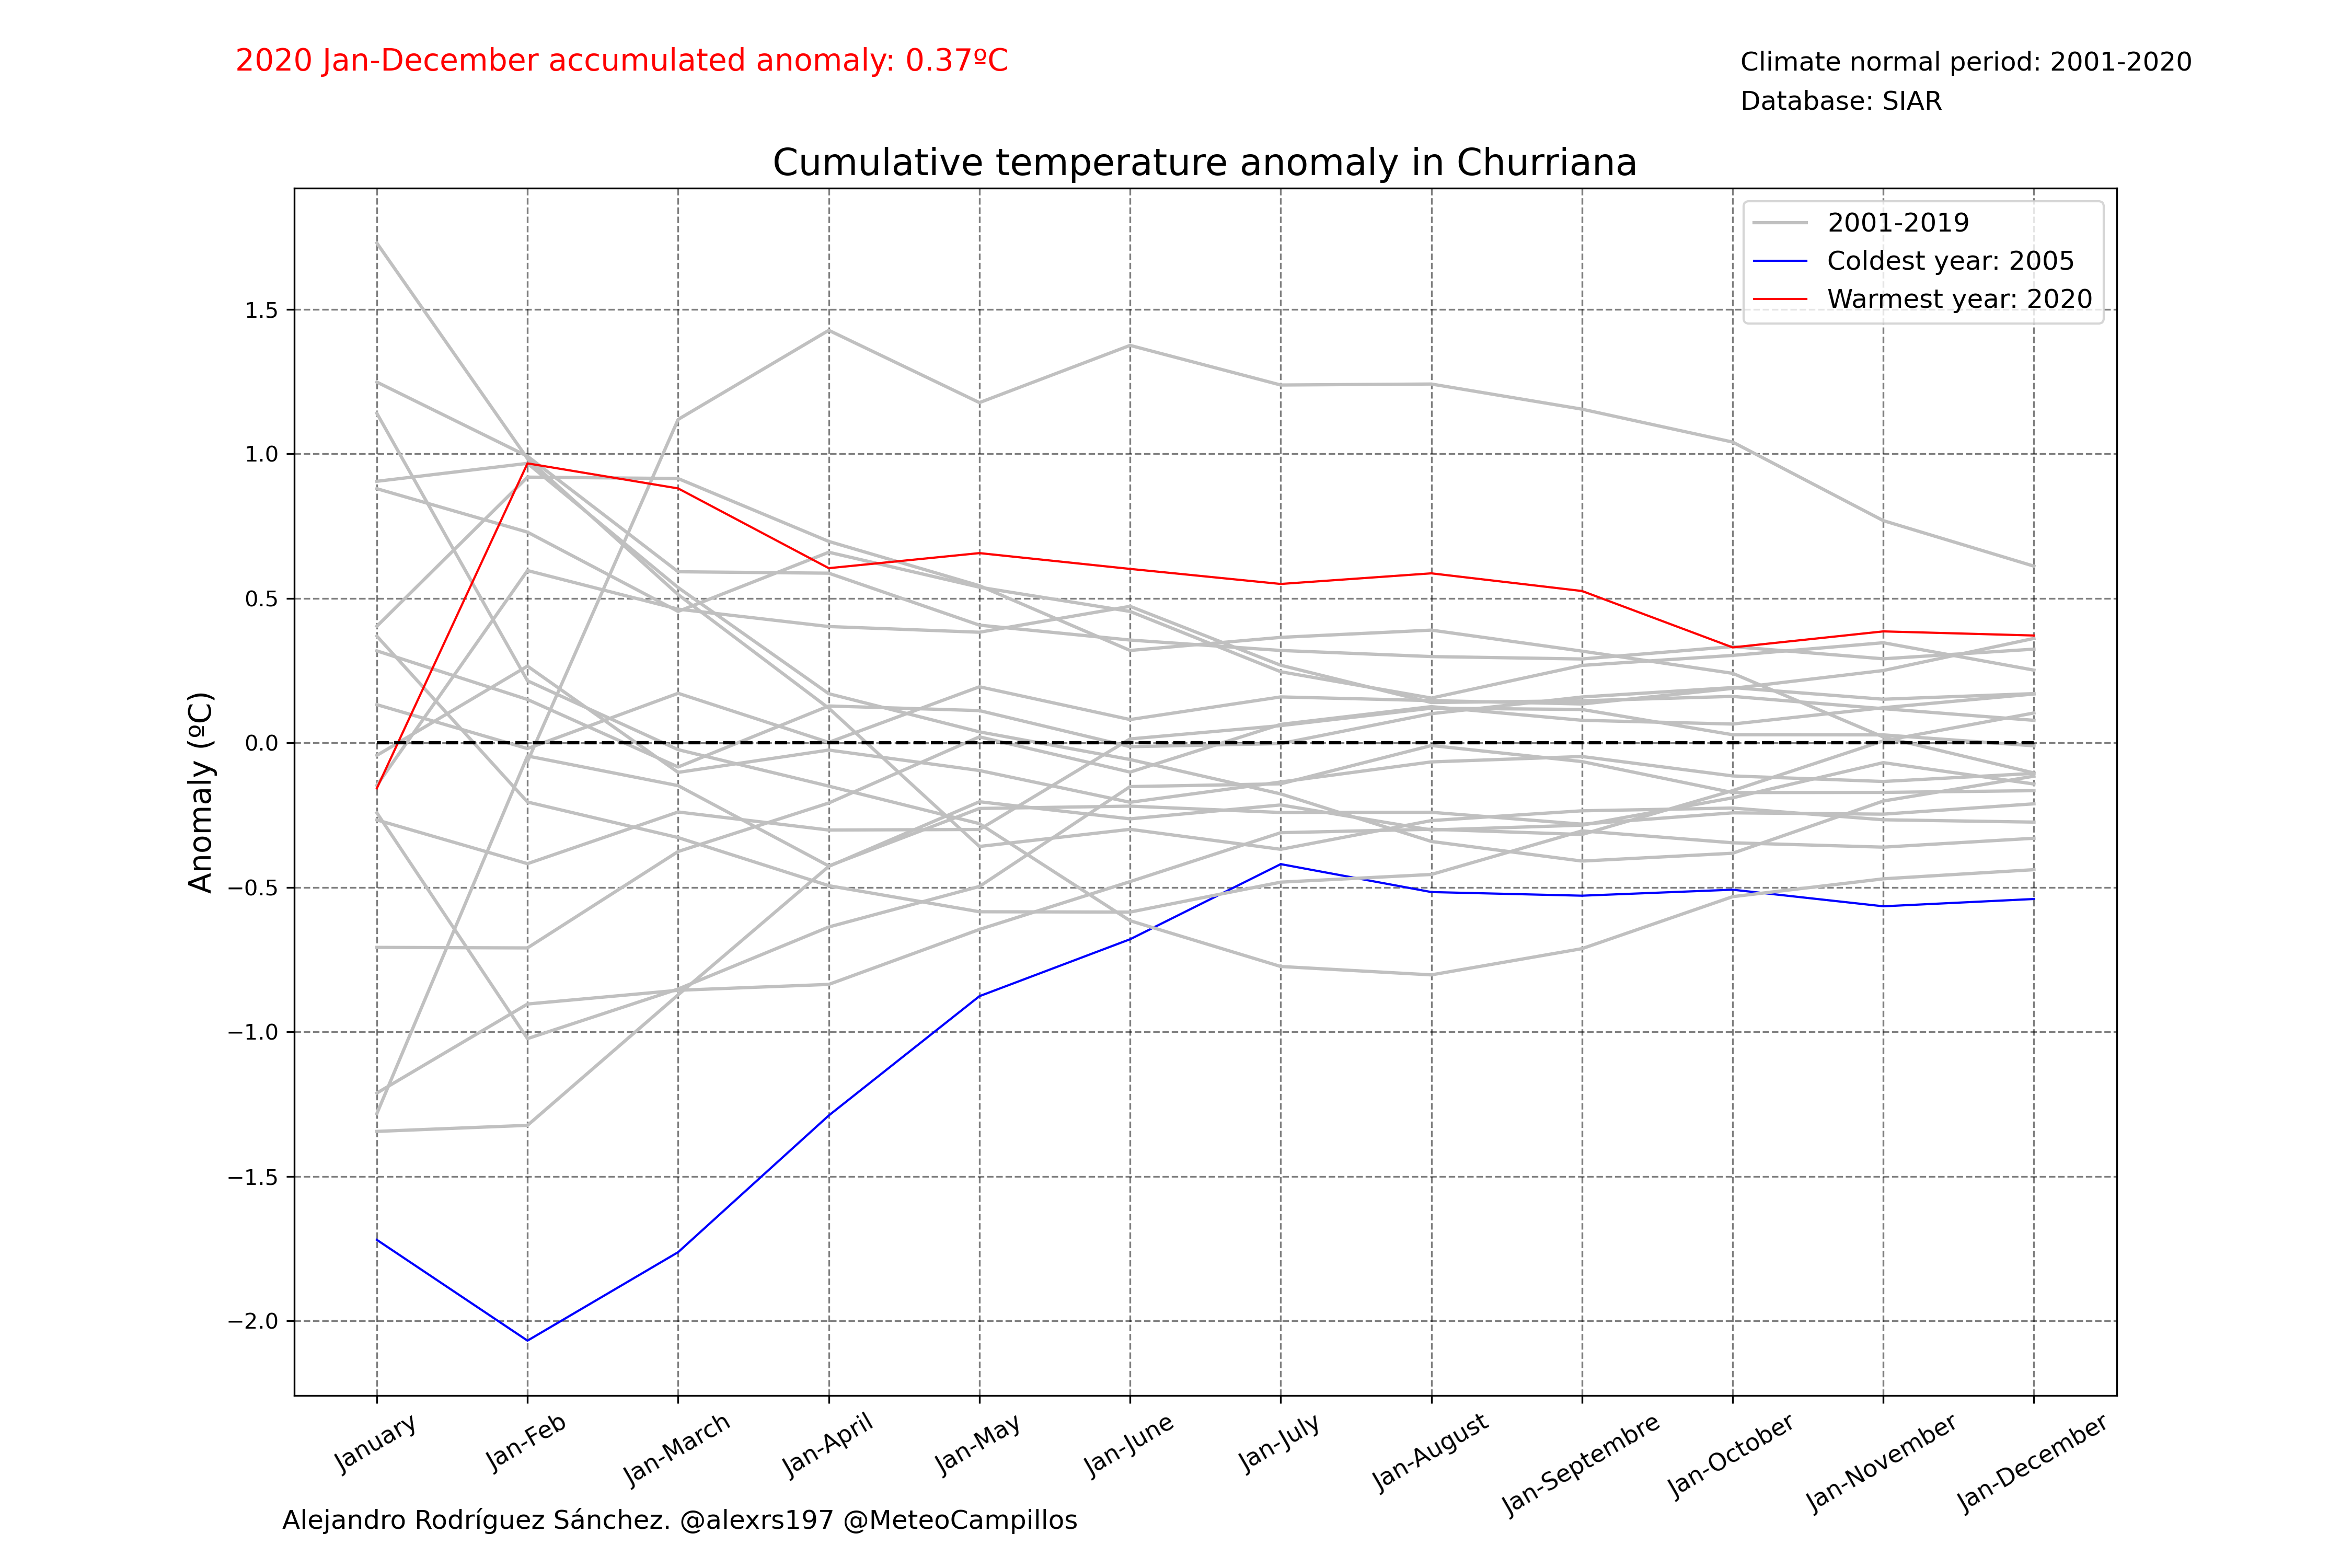 2020 Jan-December accumulated anomaly: 0.37ºC
Climate normal period: 2001-2020
Database: SIAR
Cumulative temperature anomaly in Churriana
2001-2019
Coldest year: 2005
Warmest year: 2020
Anomaly (ºC)
1.5
1.0
0.5
0.0
−0.5
−1.0
−1.5
−2.0
January
Jan-Feb
Jan-March
Jan-April
Jan-May
Jan-June
Jan-July
Jan-August
Jan-Septembre
Jan-October
Jan-November
Jan-December
Alejandro Rodríguez Sánchez. @alexrs197 @MeteoCampillos